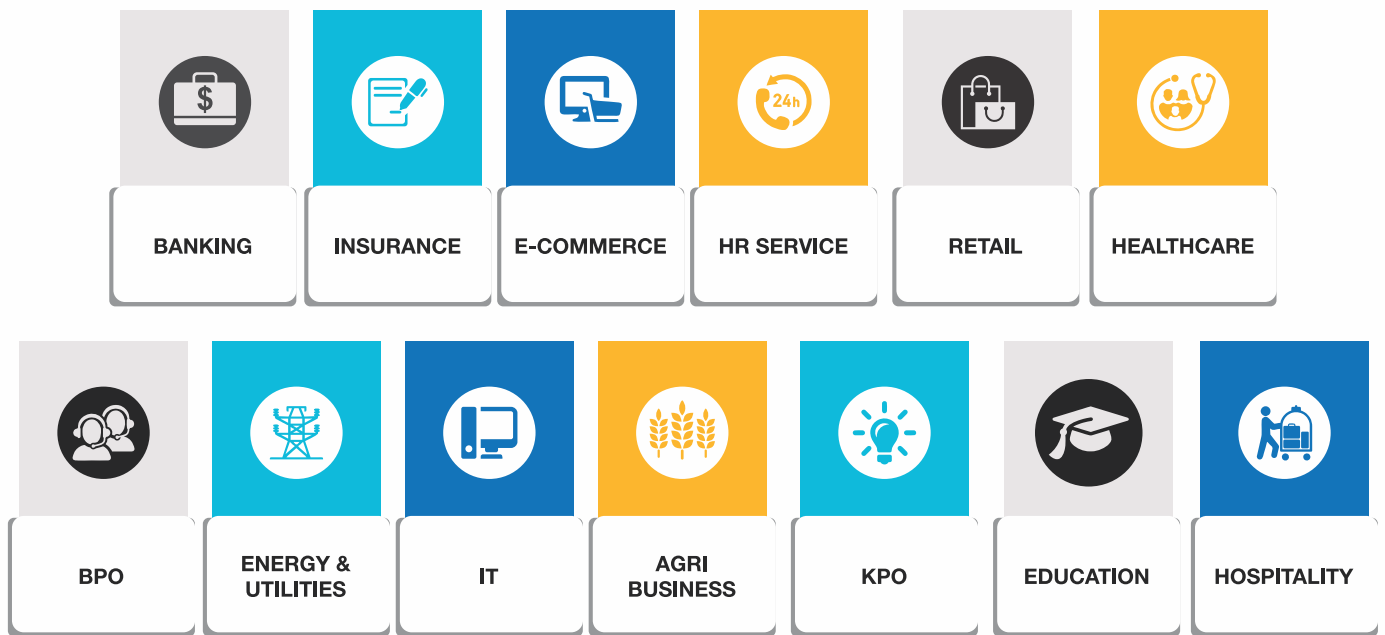 $
24h
BANKING
INSURANCE
E-COMMERCE
HR SERVICE
RETAIL
HEALTHCARE
BPO
ENERGY &
UTILITIES
IT
AGRI
BUSINESS
KPO
EDUCATION
HOSPITALITY